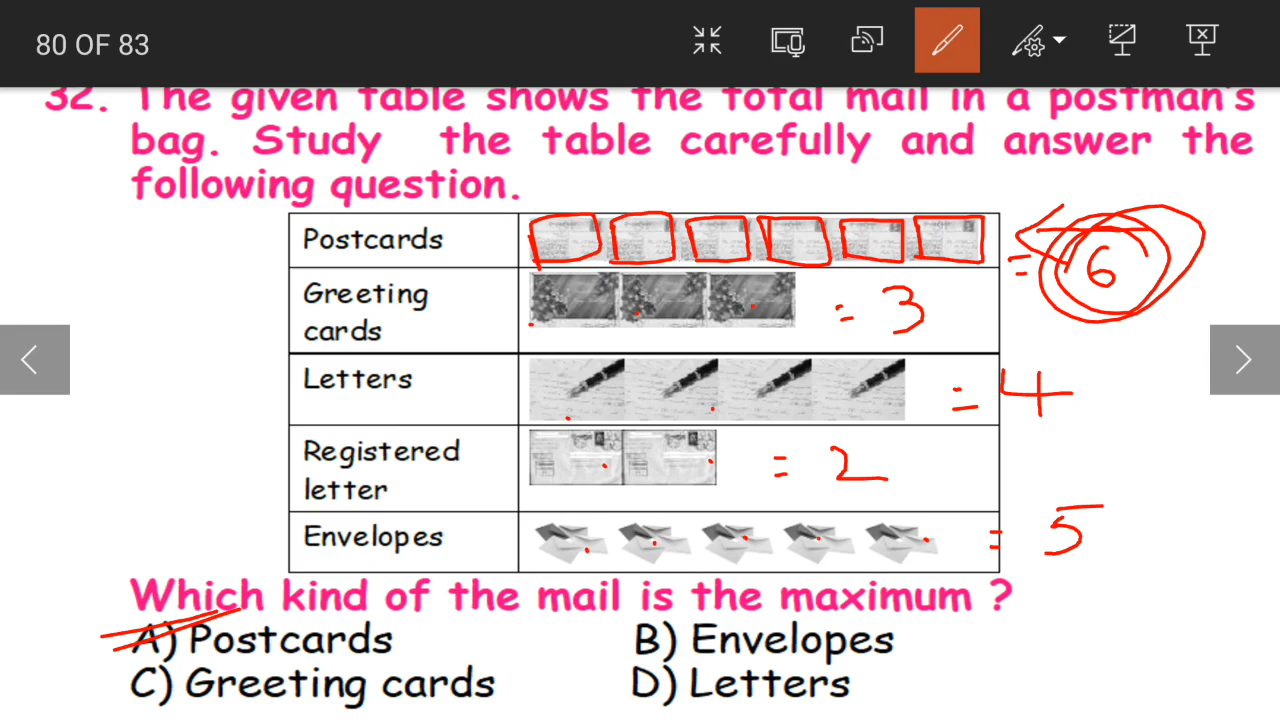 80 OF 83
32. The given table shows the total mail in a postman's
bag. Study the table carefully and answer the
following question.
Postcards
= 6
Greeting
cards
= 3
Letters
= 4
Registered
letter
= 2
Envelopes
= 5
Which kind of the mail is the maximum ?
A) Postcards
B) Envelopes
C) Greeting cards
D) Letters